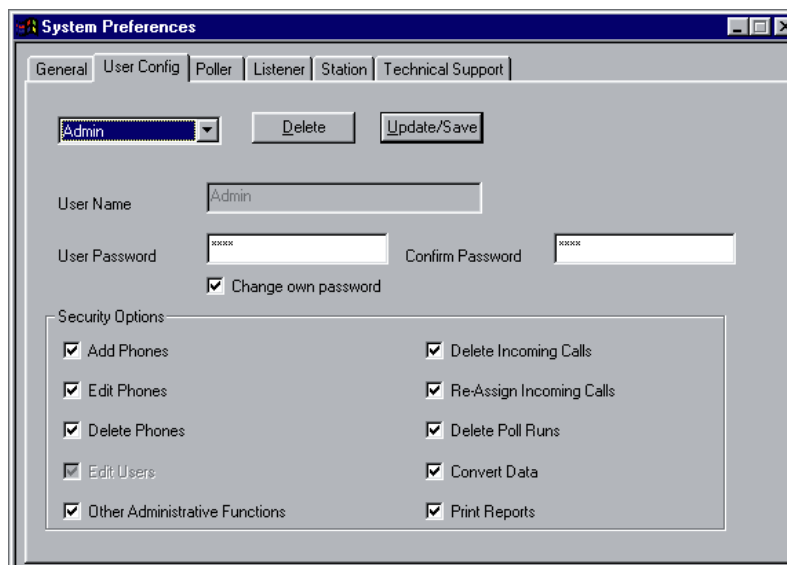 System Preferences
General User Config Poller Listener Station Technical Support
Admin Delete Update/Save
User Name Admin
User Password **** Confirm Password ****
Change own password
Security Options
Add Phones Delete Incoming Calls
Edit Phones Re-Assign Incoming Calls
Delete Phones Delete Poll Runs
Edit Users Convert Data
Other Administrative Functions Print Reports